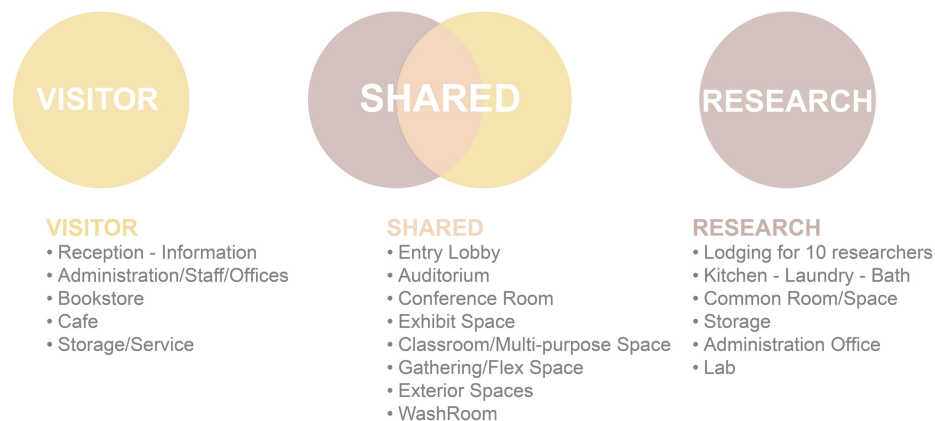 VISITOR
SHARED
RESEARCH
VISITOR
• Reception - Information
• Administration/Staff/Offices
• Bookstore
• Cafe
• Storage/Service
SHARED
• Entry Lobby
• Auditorium
• Conference Room
• Exhibit Space
• Classroom/Multi-purpose Space
• Gathering/Flex Space
• Exterior Spaces
• WashRoom
RESEARCH
• Lodging for 10 researchers
• Kitchen - Laundry - Bath
• Common Room/Space
• Storage
• Administration Office
• Lab